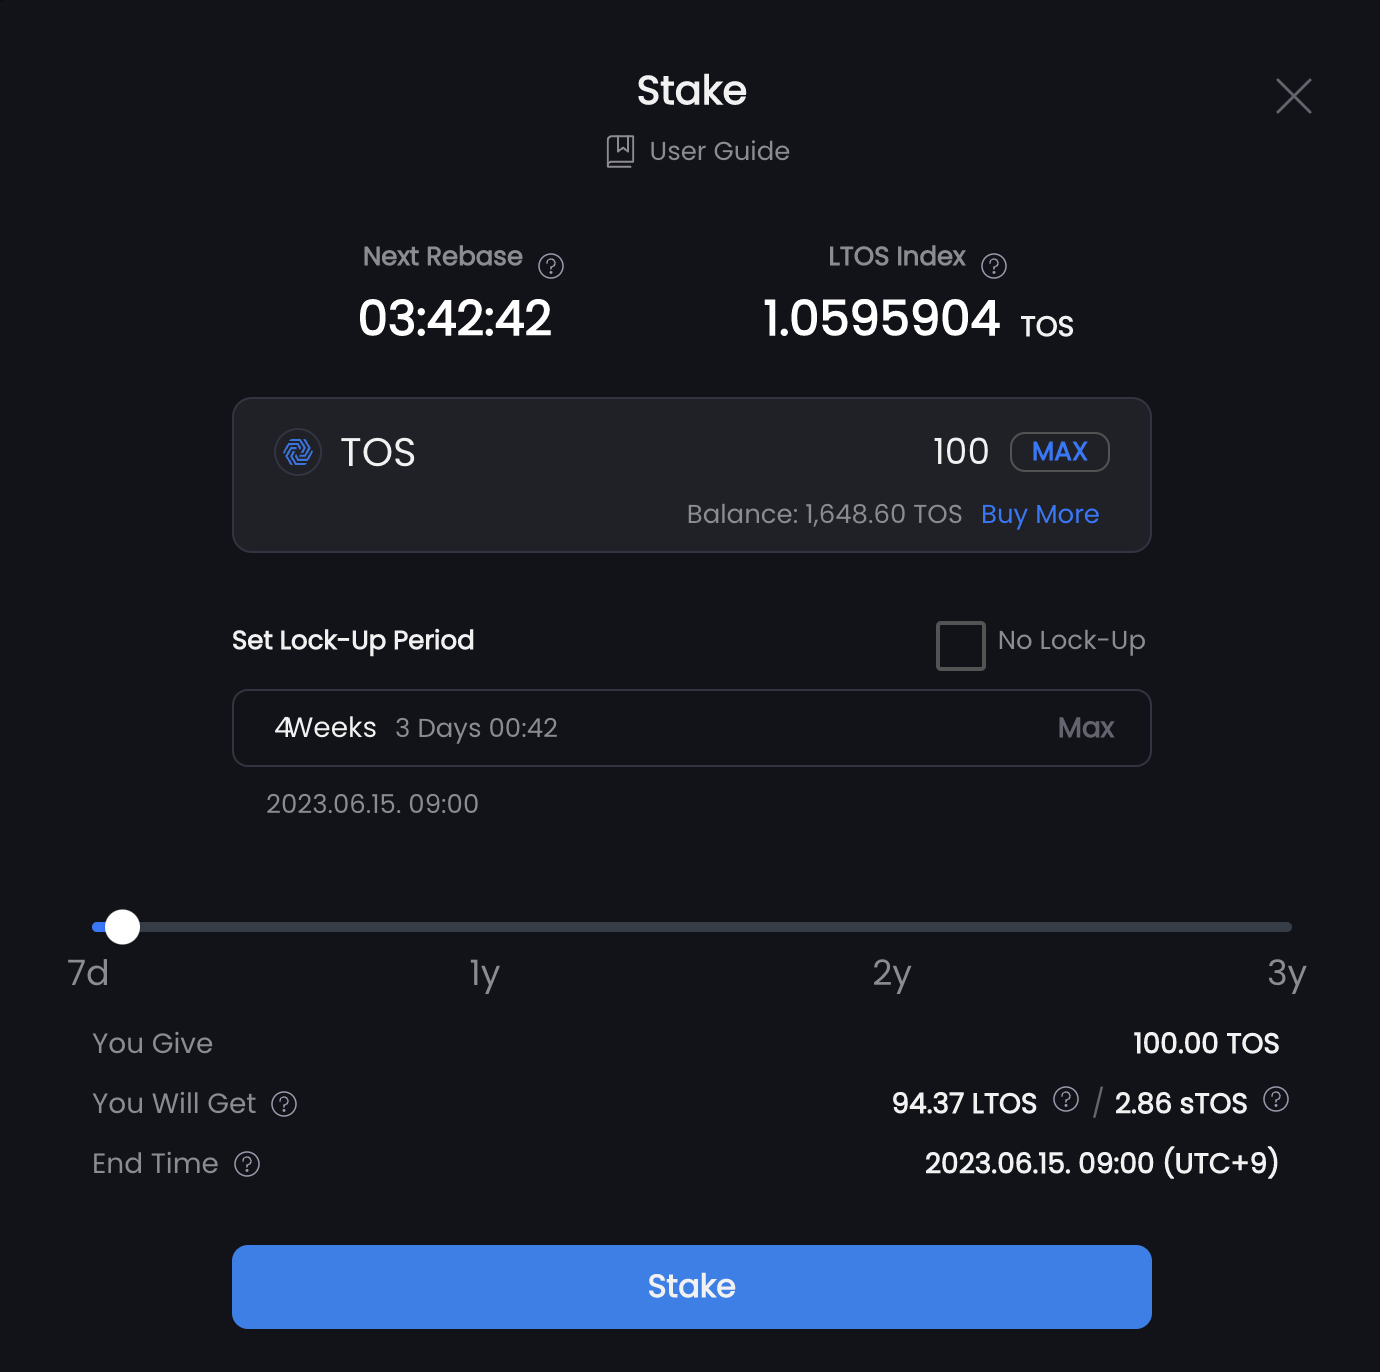 Stake
User Guide
Next Rebase ?
LTOS Index ?
03:42:42
1.0595904 TOS
TOS
100 MAX
Balance: 1,648.60 TOS Buy More
Set Lock-Up Period
No Lock-Up
4Weeks 3 Days 00:42
Max
2023.06.15. 09:00
7d 1y 2y 3y
You Give 100.00 TOS
You Will Get ? 94.37 LTOS ? / 2.86 sTOS ?
End Time ? 2023.06.15. 09:00 (UTC+9)
Stake